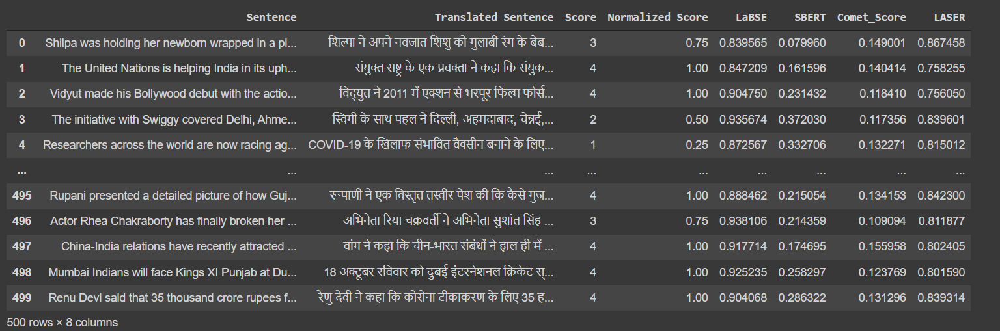 Sentence Translated Sentence Score Normalized Score LaBSE SBERT Comet_Score LASER
0 Shilpa was holding her newborn wrapped in a pi... शिल्पा ने अपने नवजात शिशु को गुलाबी रंग के बेब... 3 0.75 0.839565 0.079960 0.149001 0.867458
1 The United Nations is helping India in its uph... संयुक्त राष्ट्र के एक प्रवक्ता ने कहा कि संयुक... 4 1.00 0.847209 0.161596 0.140414 0.758255
2 Vidyut made his Bollywood debut with the actio... विद्युत ने 2011 में एक्शन से भरपूर फिल्म फोर्स... 4 1.00 0.904750 0.231432 0.118410 0.756050
3 The initiative with Swiggy covered Delhi, Ahme... स्विगी के साथ पहल ने दिल्ली, अहमदाबाद, चेन्नई,... 2 0.50 0.935674 0.372030 0.117356 0.839601
4 Researchers across the world are now racing ag... COVID-19 के खिलाफ संभावित वैक्सीन बनाने के लिए... 1 0.25 0.872567 0.332706 0.132271 0.815012
... ... ... ... ... ... ... ... ...
495 Rupani presented a detailed picture of how Guj... रूपाणी ने एक विस्तृत तस्वीर पेश की कि कैसे गुज... 4 1.00 0.888462 0.215054 0.134153 0.842300
496 Actor Rhea Chakraborty has finally broken her ... अभिनेता रिया चक्रवर्ती ने अभिनेता सुशांत सिंह ... 3 0.75 0.938106 0.214359 0.109094 0.811877
497 China-India relations have recently attracted ... वांग ने कहा कि चीन-भारत संबंधों ने हाल ही में ... 4 1.00 0.917714 0.174695 0.155958 0.802405
498 Mumbai Indians will face Kings XI Punjab at Du... 18 अक्टूबर रविवार को दुबई इंटरनेशनल क्रिकेट स्... 4 1.00 0.925235 0.258297 0.123769 0.801590
499 Renu Devi said that 35 thousand crore rupees f... रेणु देवी ने कहा कि कोरोना टीकाकरण के लिए 35 ह... 4 1.00 0.904068 0.286322 0.131296 0.839314
500 rows × 8 columns